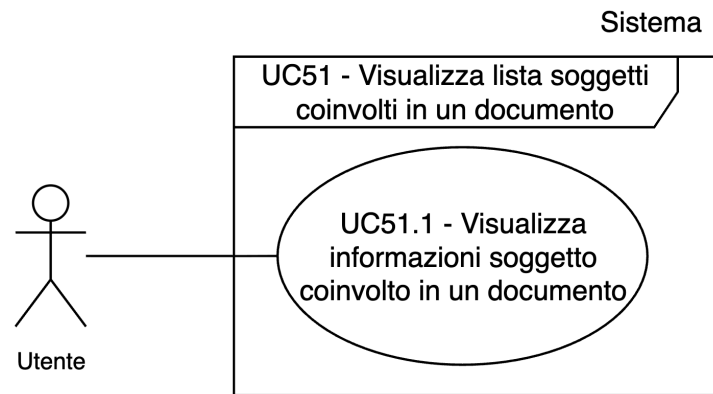 Sistema
UC51 - Visualizza lista soggetti
coinvolti in un documento
UC51.1 - Visualizza
informazioni soggetto
coinvolto in un documento
Utente